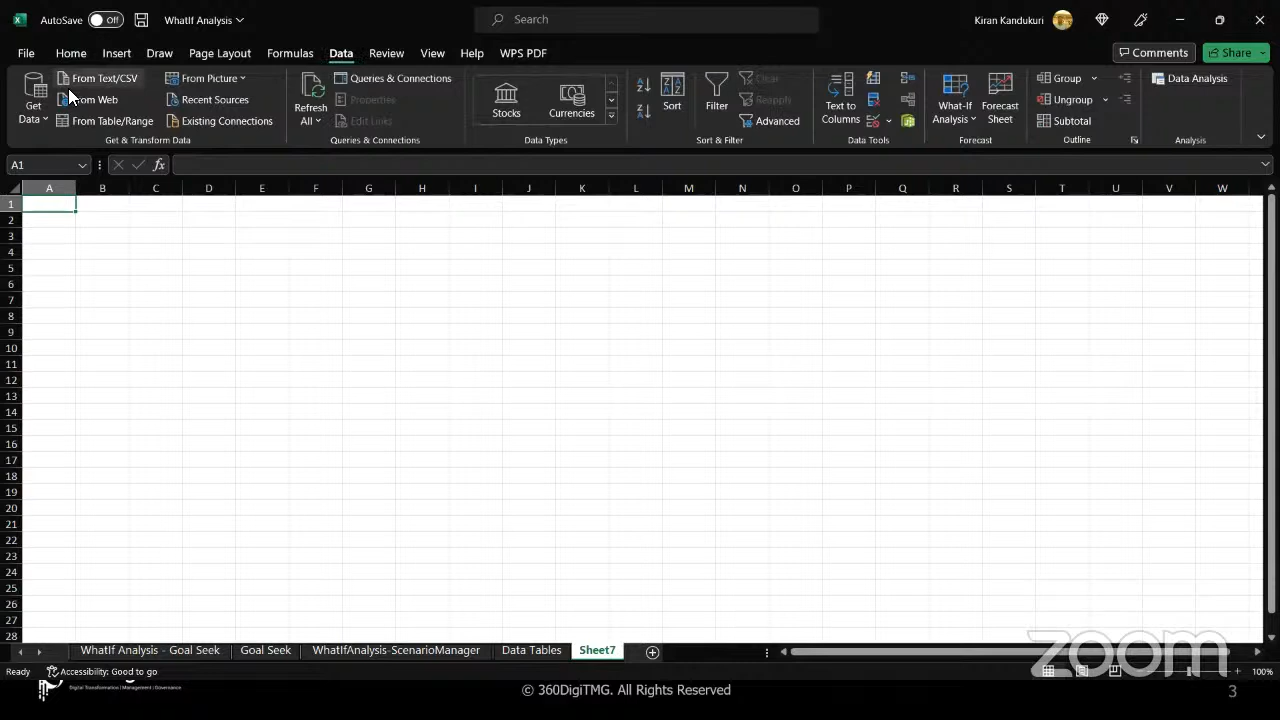 AutoSave Off WhatIf Analysis Search Kiran Kandukuri
File Home Insert Draw Page Layout Formulas Data Review View Help WPS PDF Comments Share
Get Data
From Text/CSV
From Web
From Table/Range
From Picture
Recent Sources
Existing Connections
Get & Transform Data
Refresh All
Queries & Connections
Properties
Edit Links
Queries & Connections
Stocks Currencies
Data Types
Sort
Filter
Clear
Reapply
Advanced
Sort & Filter
Text to Columns
Data Tools
What-If Analysis
Forecast Sheet
Forecast
Group
Ungroup
Subtotal
Outline
Data Analysis
Analysis
A1 fx
A B C D E F G H I J K L M N O P Q R S T U V W
1
2
3
4
5
6
7
8
9
10
11
12
13
14
15
16
17
18
19
20
21
22
23
24
25
26
27
28
WhatIf Analysis - Goal Seek Goal Seek WhatIfAnalysis-ScenarioManager Data Tables Sheet7
zoom
Ready Accessibility: Good to go 100%
Digital Transformation | Management | Governance
© 360DigiTMG. All Rights Reserved 3